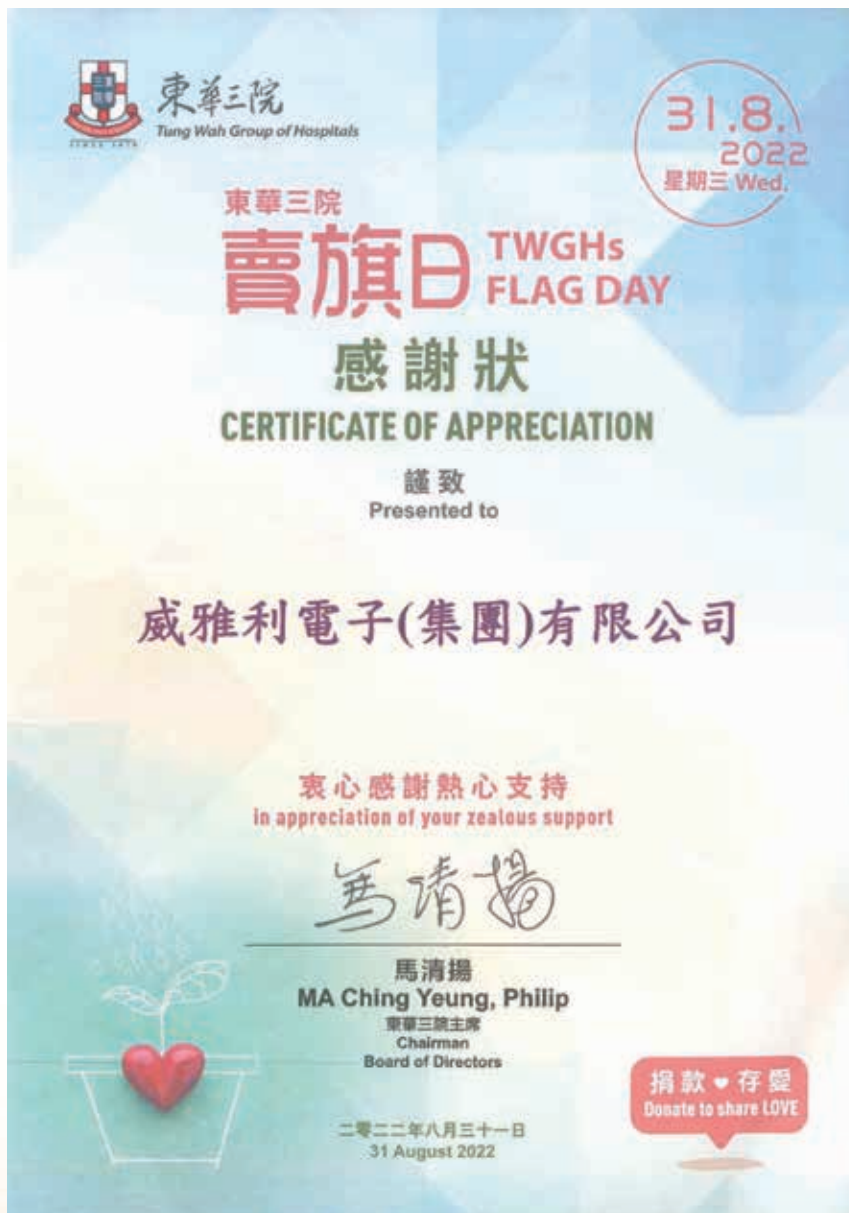 東華三院
Tung Wah Group of Hospitals
SINCE 1870
31.8.
2022
星期三 Wed.
東華三院
賣旗日 TWGHs FLAG DAY
感謝狀
CERTIFICATE OF APPRECIATION
謹致
Presented to
威雅利電子(集團)有限公司
衷心感謝熱心支持
in appreciation of your zealous support
馬清揚
馬清揚
MA Ching Yeung, Philip
東華三院主席
Chairman
Board of Directors
二零二二年八月三十一日
31 August 2022
捐款♥存愛
Donate to share LOVE